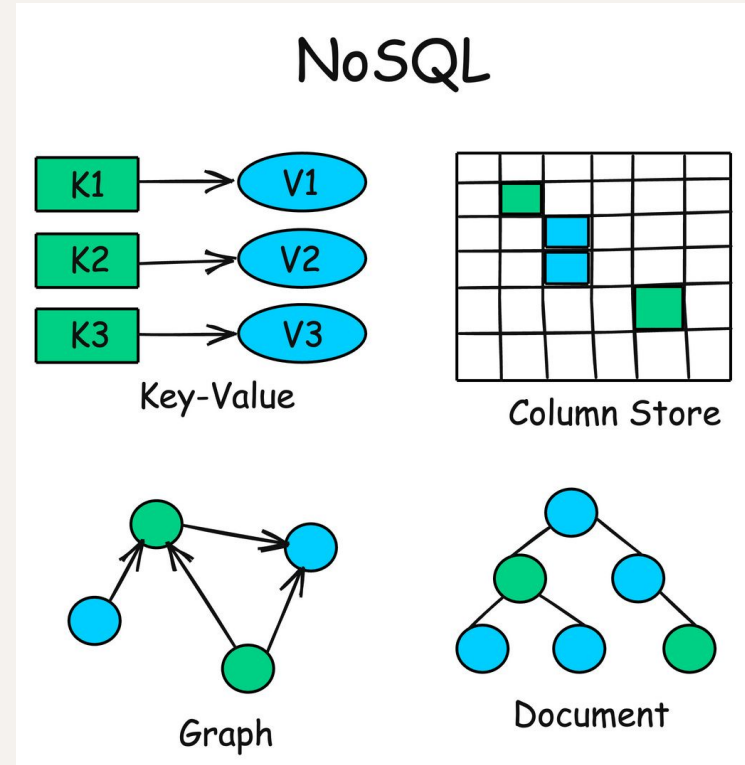 NoSQL
K1
V1
K2
V2
K3
V3
Key-Value
Column Store
Graph
Document